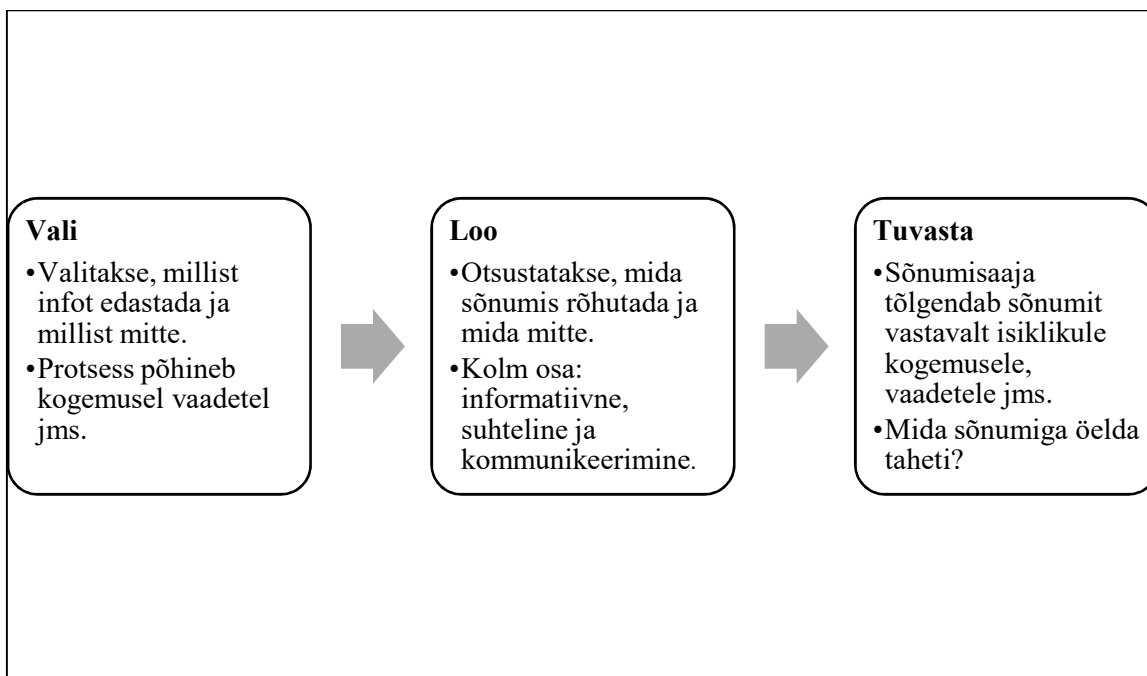 Vali
•Valitakse, millist
infot edastada ja
millist mitte.
•Protsess põhineb
kogemusel vaadetel
jms.
Loo
•Otsustatakse, mida
sõnumis rõhutada ja
mida mitte.
•Kolm osa:
informatiivne,
suhteline ja
kommunikeerimine.
Tuvasta
•Sõnumisaaja
tõlgendab sõnumit
vastavalt isiklikule
kogemusele,
vaadetele jms.
•Mida sõnumiga öelda
taheti?